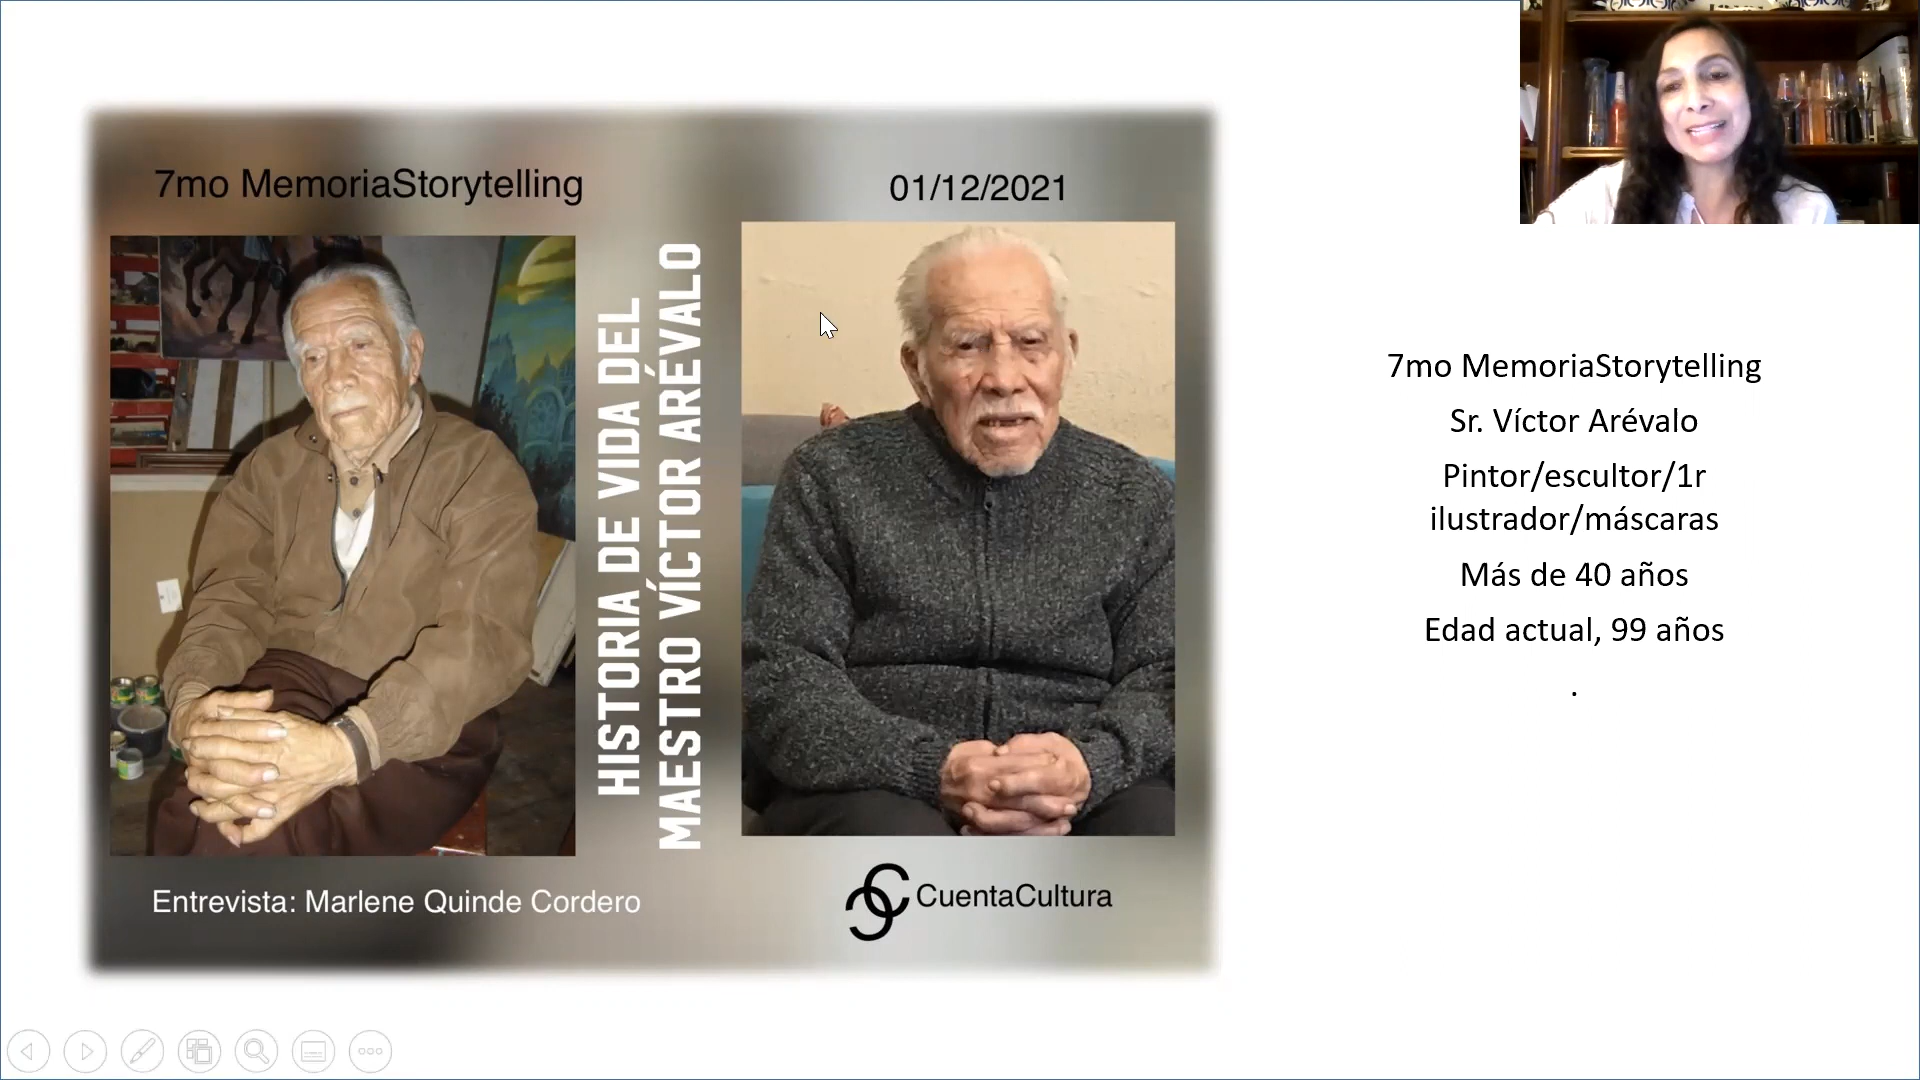 7mo MemoriaStorytelling
01/12/2021
HISTORIA DE VIDA DEL
MAESTRO VÍCTOR ARÉVALO
Entrevista: Marlene Quinde Cordero
CuentaCultura
7mo MemoriaStorytelling
Sr. Víctor Arévalo
Pintor/escultor/1r
ilustrador/máscaras
Más de 40 años
Edad actual, 99 años
.